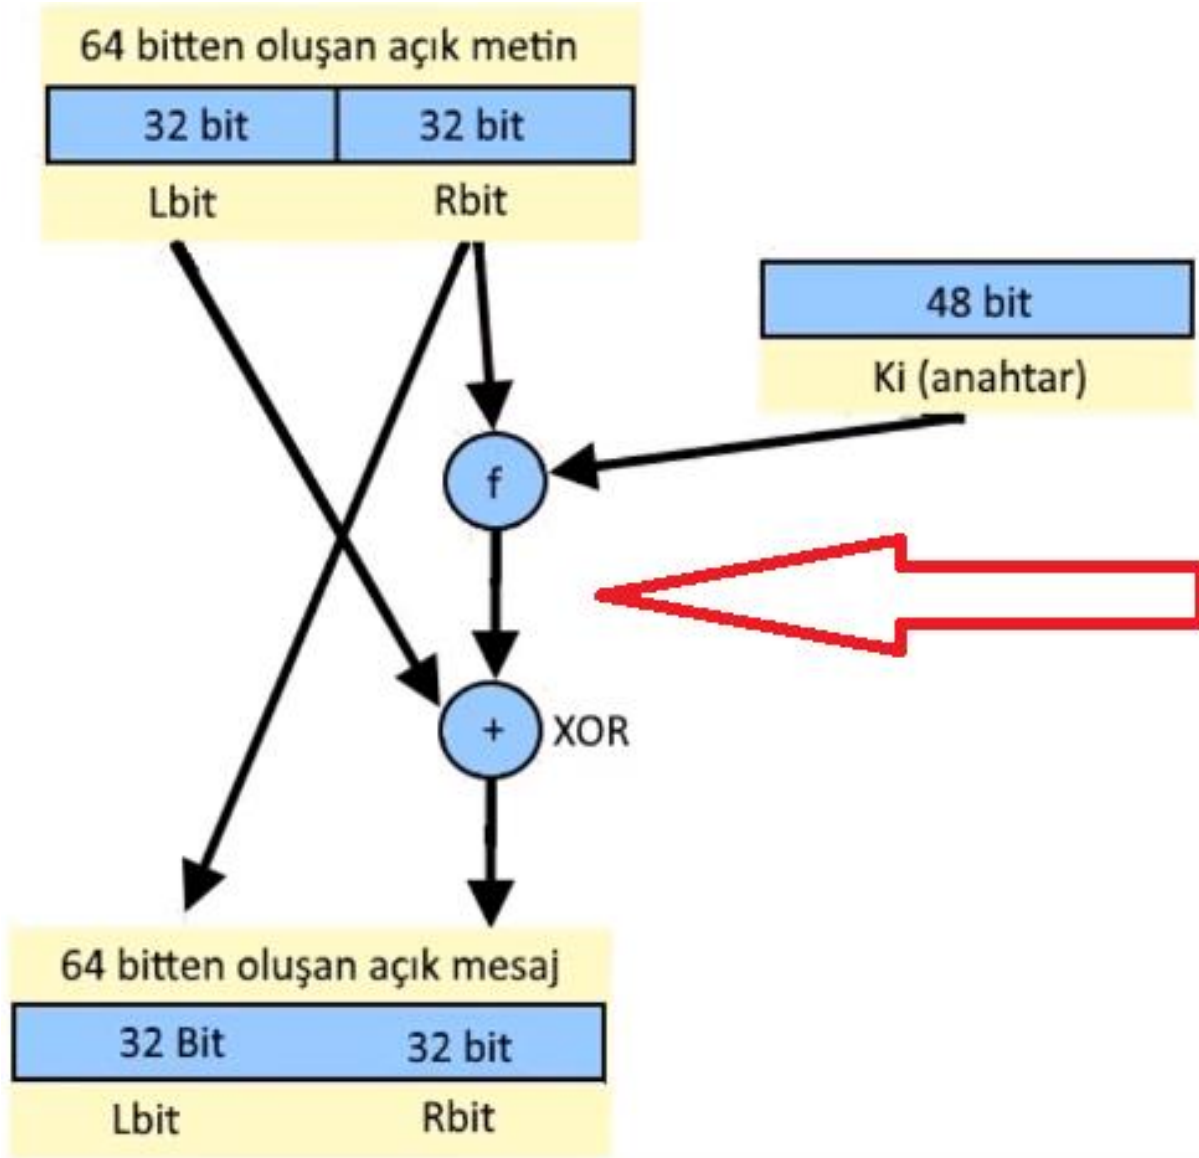 64 bitten oluşan açık metin
32 bit 32 bit
Lbit Rbit
48 bit
Ki (anahtar)
f
+ XOR
64 bitten oluşan açık mesaj
32 Bit 32 bit
Lbit Rbit